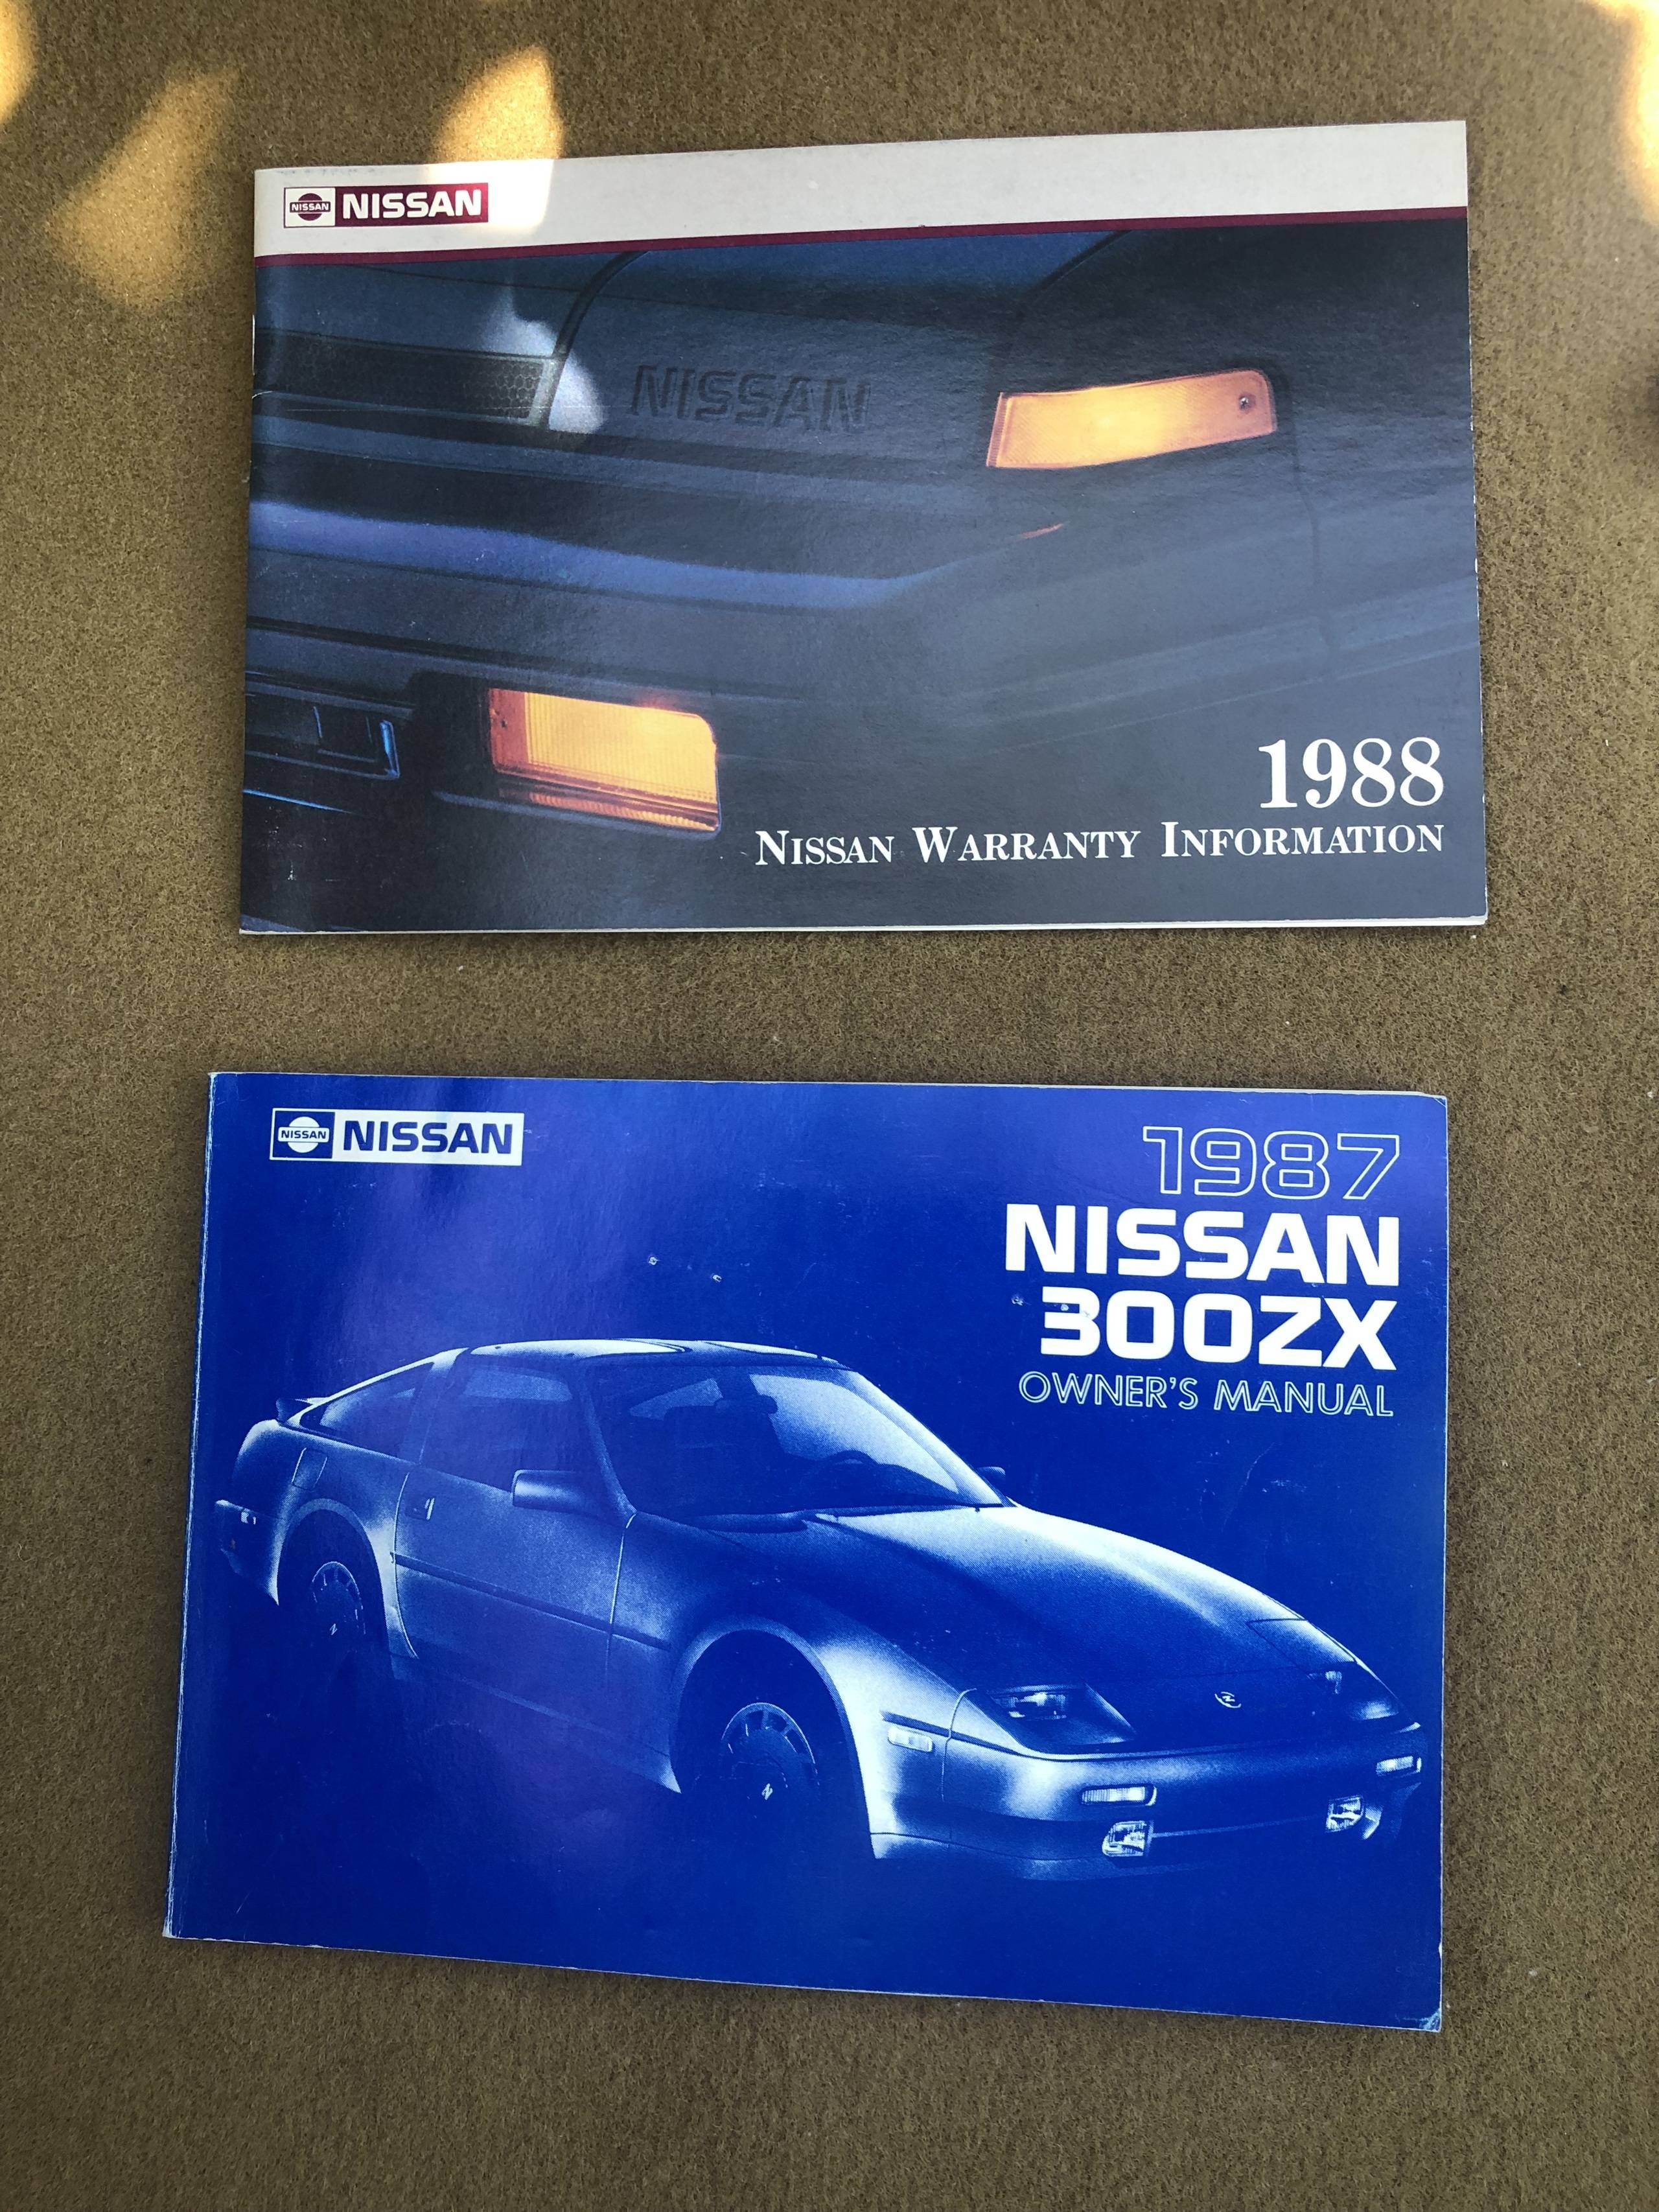 NISSAN NISSAN
NISSAN
1988
NISSAN WARRANTY INFORMATION
NISSAN NISSAN
1987
NISSAN
300ZX
OWNER'S MANUAL